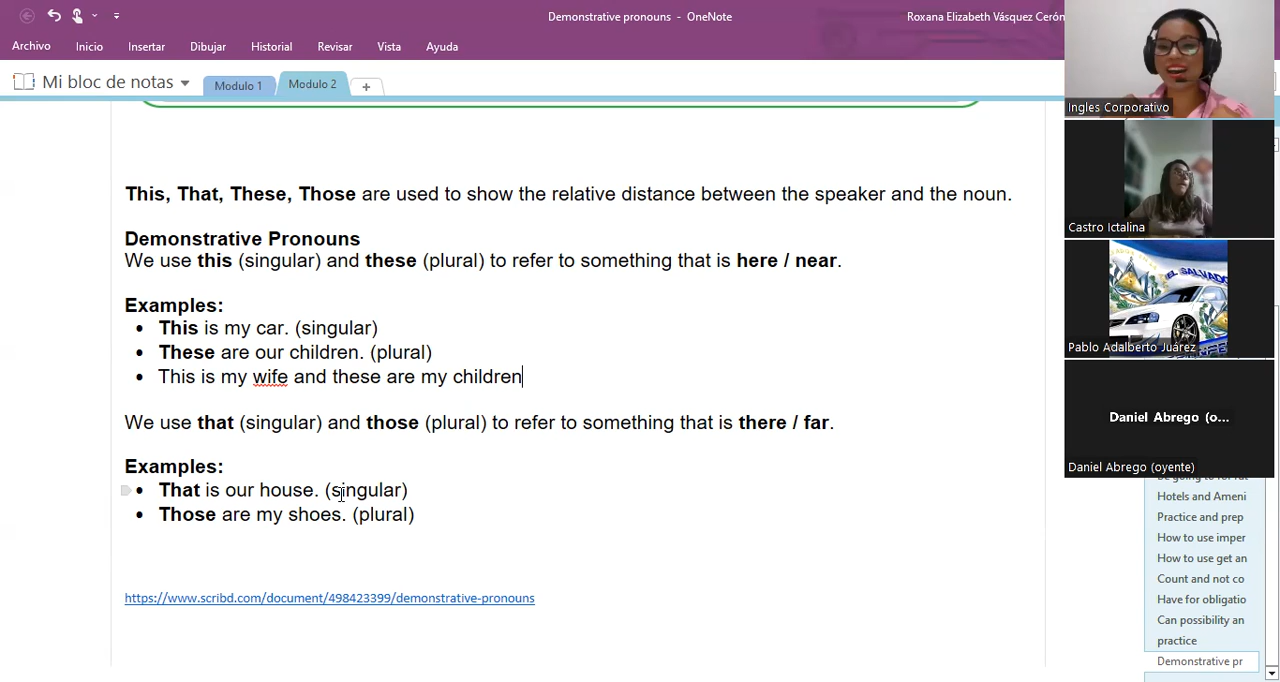 Demonstrative pronouns - OneNote
Roxana Elizabeth Vásquez Cerón
Archivo Inicio Insertar Dibujar Historial Revisar Vista Ayuda
Mi bloc de notas Modulo 1 Modulo 2 +
This, That, These, Those are used to show the relative distance between the speaker and the noun.
Demonstrative Pronouns
We use this (singular) and these (plural) to refer to something that is here / near.
Examples:
• This is my car. (singular)
• These are our children. (plural)
• This is my wife and these are my children
We use that (singular) and those (plural) to refer to something that is there / far.
Examples:
• That is our house. (singular)
• Those are my shoes. (plural)
https://www.scribd.com/document/498423399/demonstrative-pronouns
Ingles Corporativo
Castro Ictalina
EL SALVADOR
Pablo Adalberto Juárez
Daniel Abrego (o...
Daniel Abrego (oyente)
Hotels and Ameni
Practice and prep
How to use imper
How to use get an
Count and not co
Have for obligatio
Can possibility an
practice
Demonstrative pr